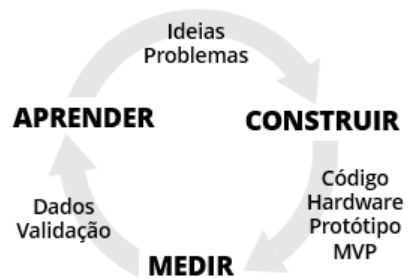 Ideias
Problemas
APRENDER
CONSTRUIR
Código
Hardware
Protótipo
MVP
Dados
Validação
MEDIR